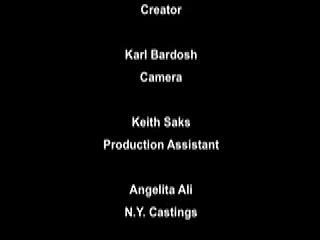 Creator
Karl Bardosh
Camera
Keith Saks
Production Assistant
Angelita Ali
N.Y. Castings